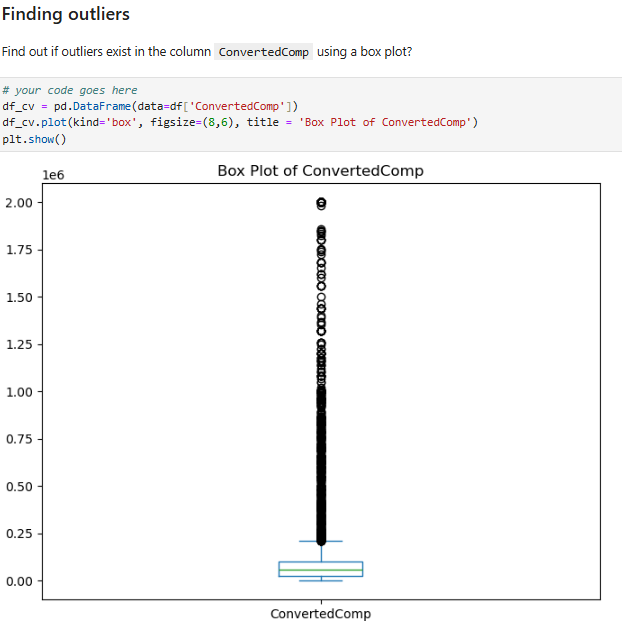 Finding outliers
Find out if outliers exist in the column ConvertedComp using a box plot?
# your code goes here
df_cv = pd.DataFrame(data=df['ConvertedComp'])
df_cv.plot(kind='box', figsize=(8,6), title = 'Box Plot of ConvertedComp')
plt.show()
1e6
Box Plot of ConvertedComp
2.00
1.75
1.50
1.25
1.00
0.75
0.50
0.25
0.00
ConvertedComp